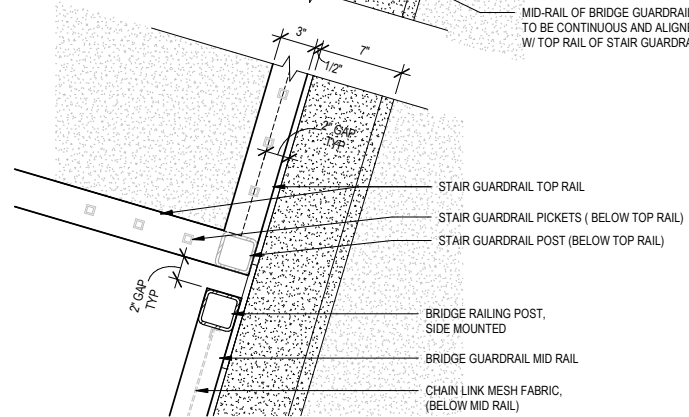 MID-RAIL OF BRIDGE GUARDRAIL
TO BE CONTINUOUS AND ALIGNE
W/ TOP RAIL OF STAIR GUARDRA
3"
1/2"
7"
2" GAP
TYP
STAIR GUARDRAIL TOP RAIL
STAIR GUARDRAIL PICKETS ( BELOW TOP RAIL)
STAIR GUARDRAIL POST (BELOW TOP RAIL)
2" GAP
TYP
BRIDGE RAILING POST,
SIDE MOUNTED
BRIDGE GUARDRAIL MID RAIL
CHAIN LINK MESH FABRIC,
(BELOW MID RAIL)